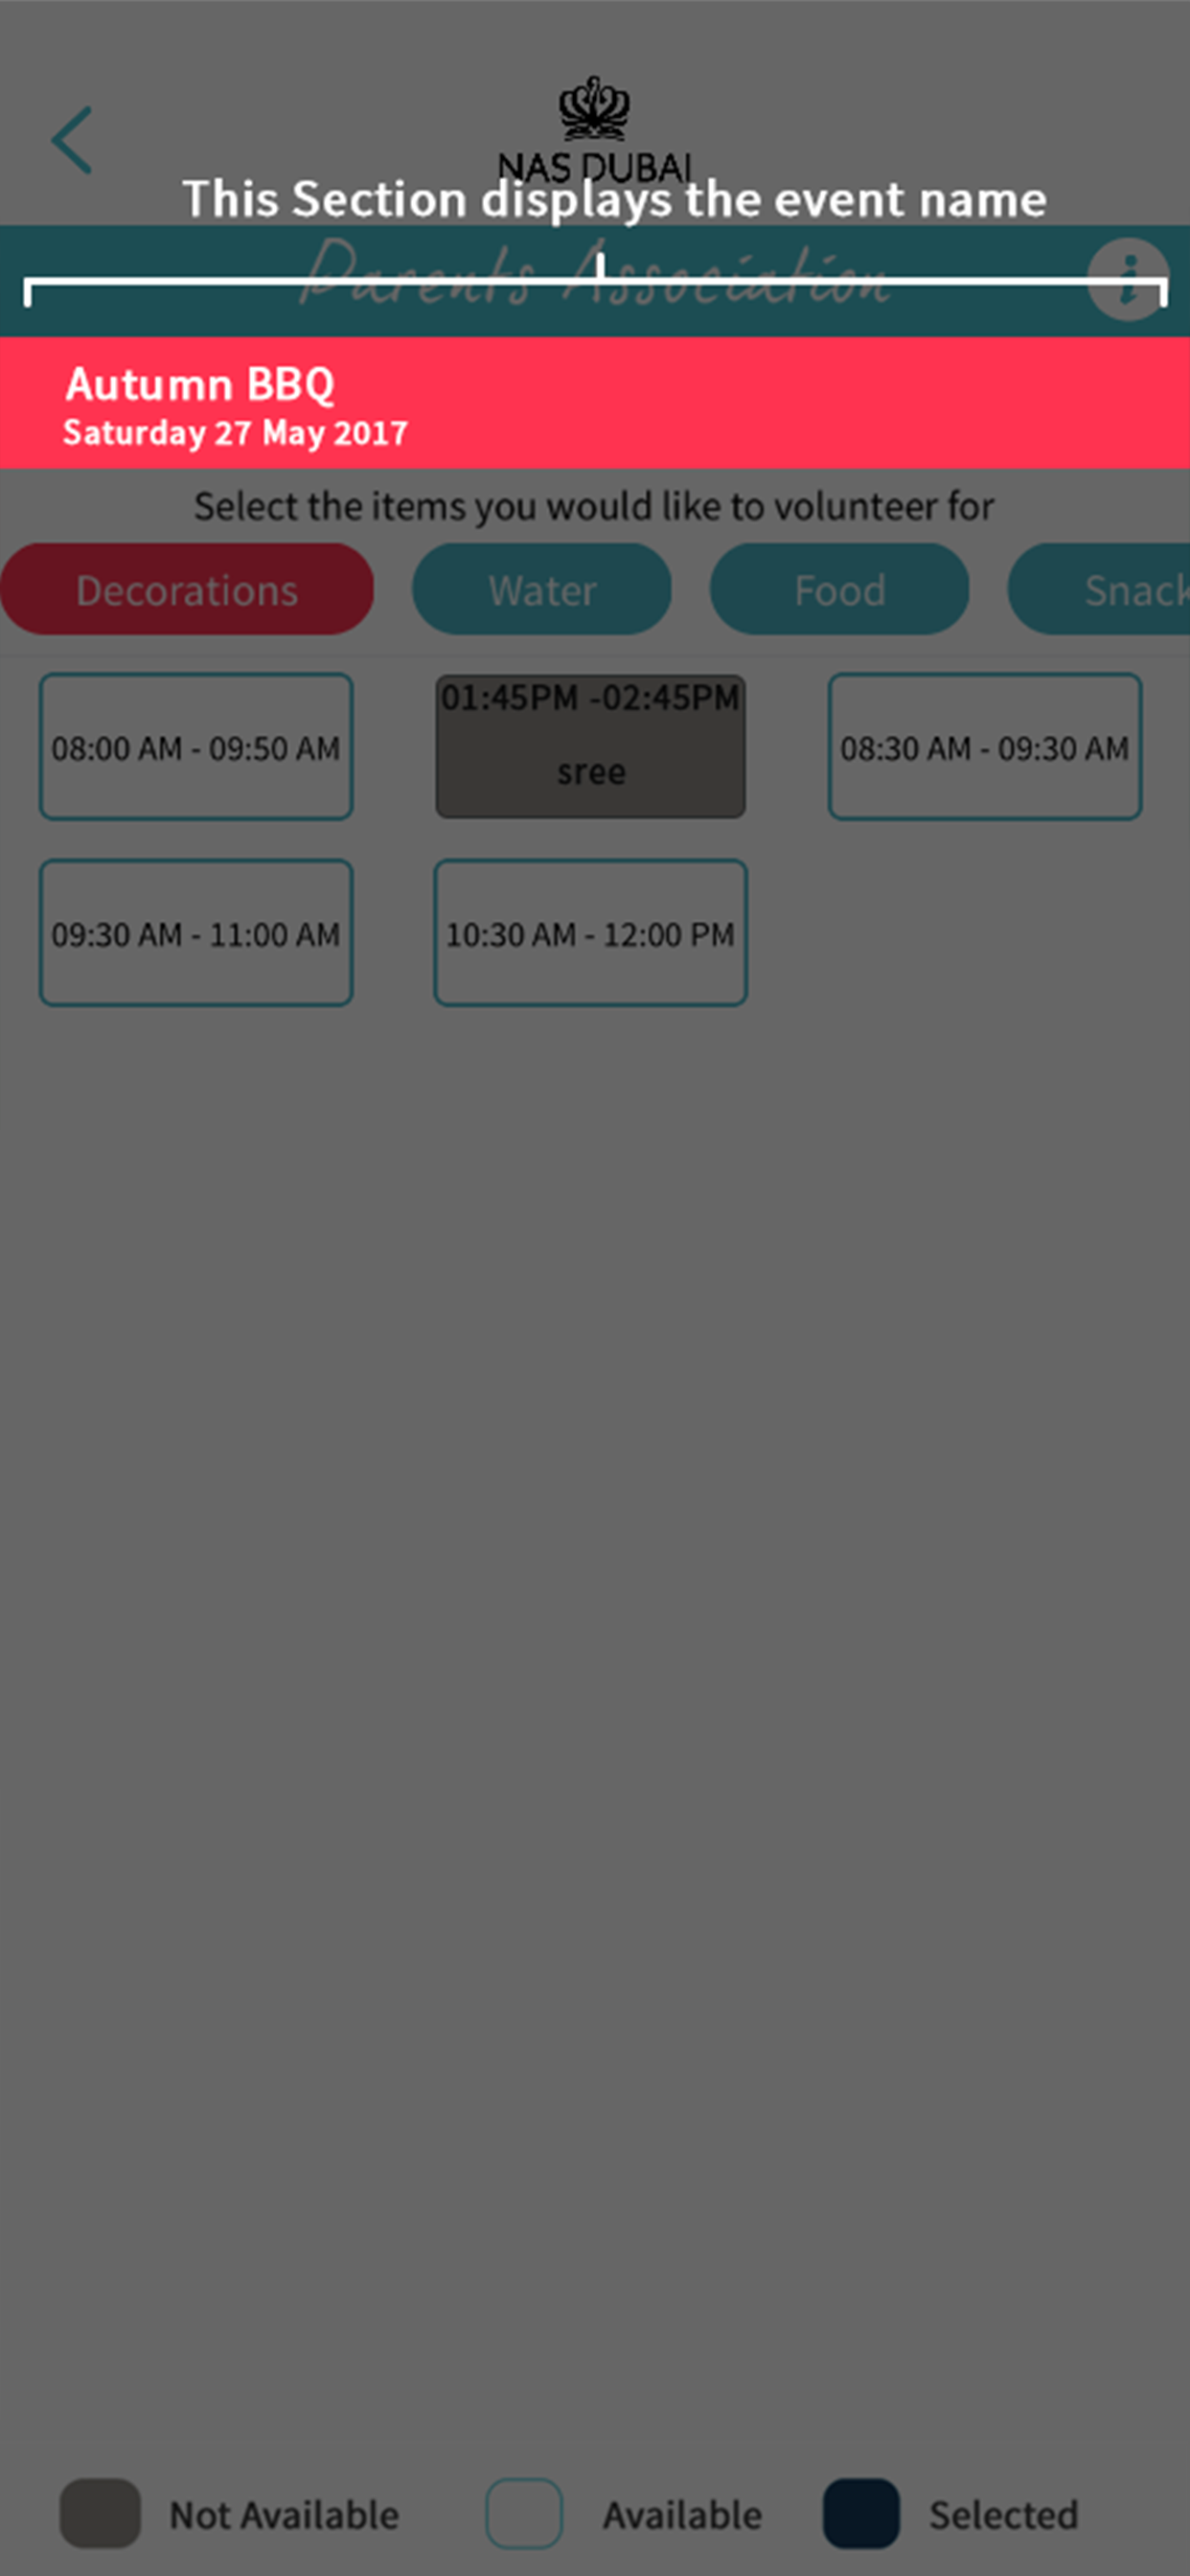 NAS DUBAI
This Section displays the event name
Parents Association
i
Autumn BBQ
Saturday 27 May 2017
Select the items you would like to volunteer for
Decorations Water Food Snack
08:00 AM - 09:50 AM
01:45PM -02:45PM
sree
08:30 AM - 09:30 AM
09:30 AM - 11:00 AM
10:30 AM - 12:00 PM
Not Available Available Selected